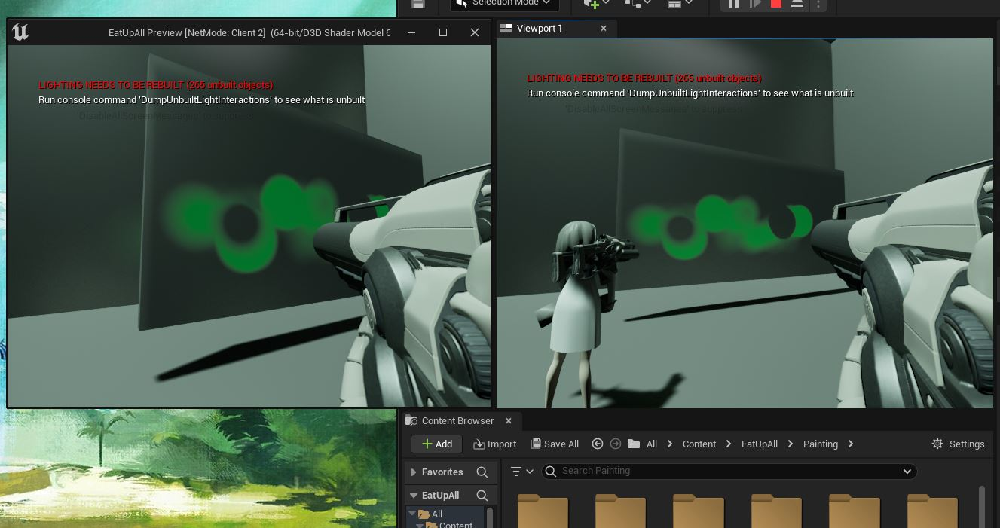 Selection Mode
EatUpAll Preview [NetMode: Client 2] (64-bit/D3D Shader Model 6
Viewport 1
LIGHTING NEEDS TO BE REBUILT (265 unbuilt objects)
Run console command 'DumpUnbuiltLightInteractions' to see what is unbuilt
'DisableAllScreenMessages' to suppress
LIGHTING NEEDS TO BE REBUILT (265 unbuilt objects)
Run console command 'DumpUnbuiltLightInteractions' to see what is unbuilt
'DisableAllScreenMessages' to suppress
Content Browser
Add
Import
Save All
All
Content
EatUpAll
Painting
Settings
Favorites
Search Painting
EatUpAll
All
Content